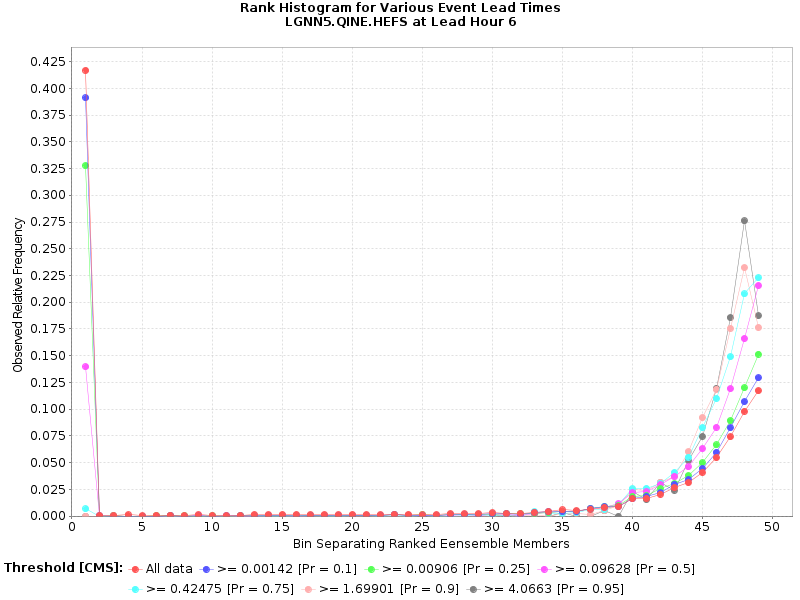 Rank Histogram for Various Event Lead Times
LGNN5.QINE.HEFS at Lead Hour 6
Observed Relative Frequency
0.425
0.400
0.375
0.350
0.325
0.300
0.275
0.250
0.225
0.200
0.175
0.150
0.125
0.100
0.075
0.050
0.025
0.000
0 5 10 15 20 25 30 35 40 45 50
Bin Separating Ranked Eensemble Members
Threshold [CMS]: All data >= 0.00142 [Pr = 0.1] >= 0.00906 [Pr = 0.25] >= 0.09628 [Pr = 0.5]
>= 0.42475 [Pr = 0.75] >= 1.69901 [Pr = 0.9] >= 4.0663 [Pr = 0.95]